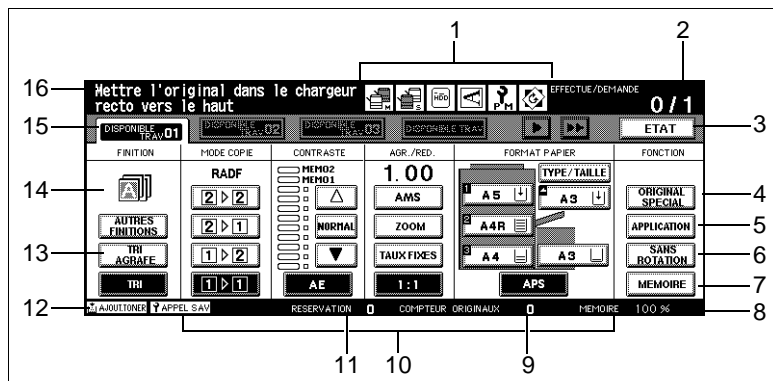 1
2
16
Mettre l'original dans le chargeur
recto vers le haut
M
S
HDD
P M
EFFECTUE/DEMANDE
0 / 1
15
DISPONIBLE TRAV 01
DISPONIBLE TRAV 02
DISPONIBLE TRAV 03
DISPONIBLE TRAV
ETAT
3
FINITION
MODE COPIE
CONTRASTE
AGR./RED.
FORMAT PAPIER
FONCTION
14
A
AUTRES FINITIONS
13
TRI AGRAFE
TRI
RADF
2 ▷ 2
2 ▷ 1
1 ▷ 2
1 ▷ 1
MEMO2
MEMO1
NORMAL
AE
1.00
AMS
ZOOM
TAUX FIXES
1:1
TYPE/TAILLE
1 A5
A3
2 A4R
3 A4
A3
APS
ORIGINAL SPECIAL
4
APPLICATION
5
SANS ROTATION
6
MEMOIRE
7
12
AJOUT.TONER
APPEL SAV
RESERVATION 0
COMPTEUR ORIGINAUX 0
MEMOIRE 100 %
8
11
10
9